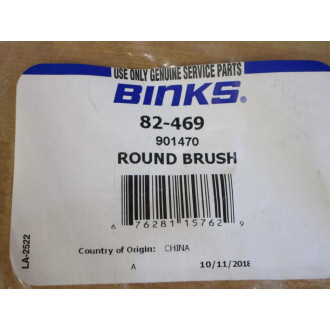 USE ONLY GENUINE SERVICE PARTS
BINKS®
82-469
901470
ROUND BRUSH
6 76281 15762 9
Country of Origin: CHINA
A 10/11/2018
LA-2522